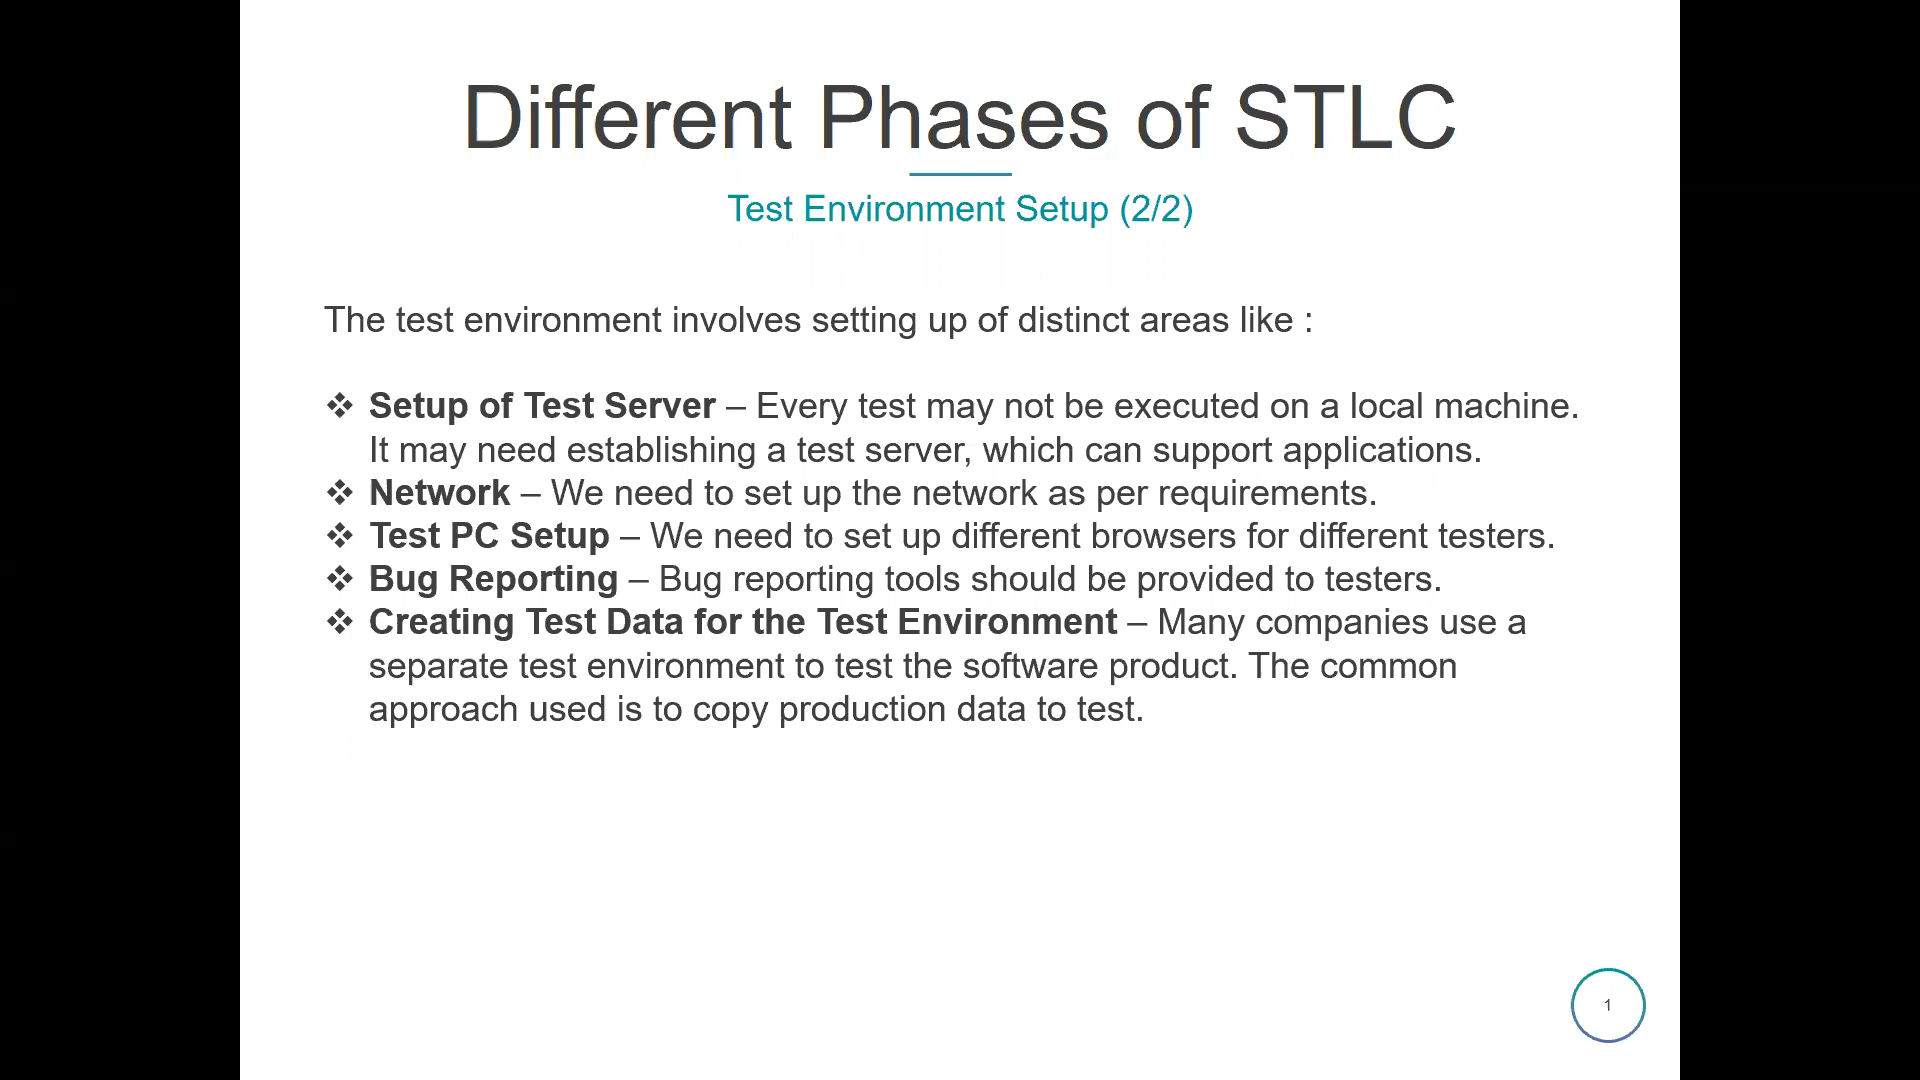 Different Phases of STLC
Test Environment Setup (2/2)
The test environment involves setting up of distinct areas like :
❖ Setup of Test Server – Every test may not be executed on a local machine.
It may need establishing a test server, which can support applications.
❖ Network – We need to set up the network as per requirements.
❖ Test PC Setup – We need to set up different browsers for different testers.
❖ Bug Reporting – Bug reporting tools should be provided to testers.
❖ Creating Test Data for the Test Environment – Many companies use a
separate test environment to test the software product. The common
approach used is to copy production data to test.
1